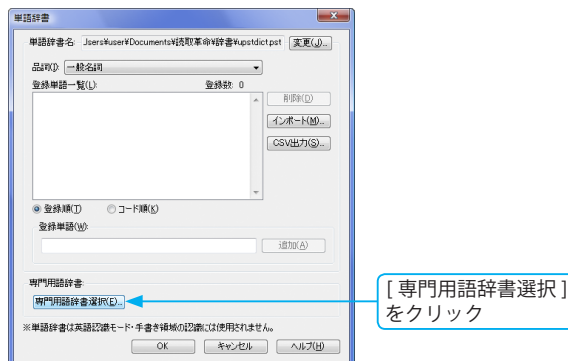 単語辞書
単語辞書名: Jsers¥user¥Documents¥読取革命¥辞書¥upstdict.pst 変更(J)...
品詞(I): 一般名詞
登録単語一覧(L): 登録数: 0
削除(D)
インポート(M)...
CSV出力(S)...
登録順(T) コード順(K)
登録単語(W):
追加(A)
専門用語辞書:
専門用語辞書選択(E)...
[ 専門用語辞書選択 ]
をクリック
※単語辞書は英語認識モード・手書き領域の認識には使用されません。
OK キャンセル ヘルプ(H)